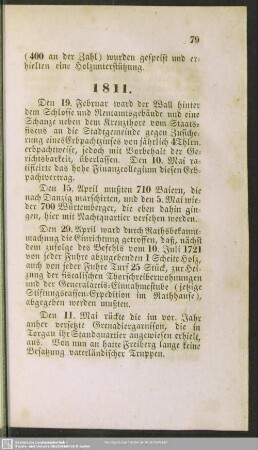 79
(400 an der Zahl) wurden gespeist und er-
hielten eine Holzunterstützung.
1811.
Den 19. Februar ward der Wall hinter
dem Schlosse und Rentamtsgebäude und eine
Schanze neben dem Kreuzthore vom Staats-
fiscus an die Stadtgemeinde gegen Zusiche-
rung eines Erbpachtzinses von jährlich 4 Thlrn.
erbpachtweise, jedoch mit Vorbehalt der Ge-
richtsbarkeit, überlassen. Den 10. Mai ra-
tificirte das hohe Finanzcollegium diesen Erb-
pachtvertrag.
Den 15. April mußten 710 Baiern, die
nach Danzig marschirten, und den 5. Mai wie-
der 700 Würtemberger, die eben dahin gin-
gen, hier mit Nachtquartier versehen werden.
Den 29. April ward durch Rathsbekannt-
machung die Einrichtung getroffen, daß, nächst
dem zufolge des Befehls vom 10. Juli 1721
von jeder Fuhre abzugebenden 1 Scheite Holz,
auch von jeder Fuhre Turf 25 Stück, zur Hei-
zung der fiscalischen Thorschreiberwohnungen
und der Generalaccis-Einnahmestube (jetzige
Stiftungscassen-Expedition im Rathhause),
abgegeben werden mußten.
Den 11. Mai rückte die im vor. Jahr
anher versetzte Grenadiergarnison, die in
Torgau ihr Standquartier angewiesen erhielt,
aus. Von nun an hatte Freiberg lange keine
Besatzung vaterländischer Truppen.